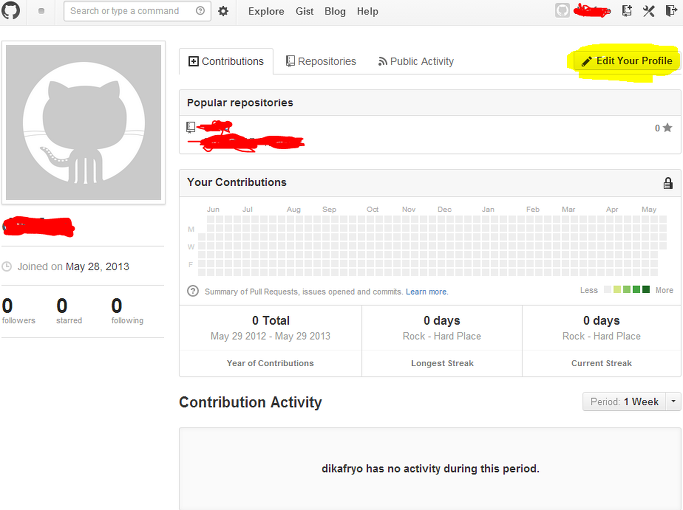 Search or type a command
Explore Gist Blog Help
Contributions Repositories Public Activity
Edit Your Profile
Popular repositories
0
Your Contributions
Jun Jul Aug Sep Oct Nov Dec Jan Feb Mar Apr May
M
W
F
Summary of Pull Requests, issues opened and commits. Learn more.
Less More
Joined on May 28, 2013
0 0 0
followers starred following
0 Total 0 days 0 days
May 29 2012 - May 29 2013 Rock - Hard Place Rock - Hard Place
Year of Contributions Longest Streak Current Streak
Contribution Activity
Period: 1 Week
dikafryo has no activity during this period.